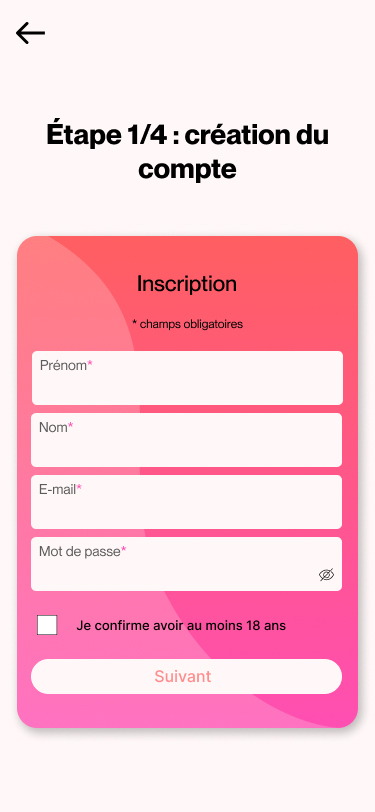 Étape 1/4 : création du
compte
Inscription
* champs obligatoires
Prénom*
Nom*
E-mail*
Mot de passe*
Je confirme avoir au moins 18 ans
Suivant